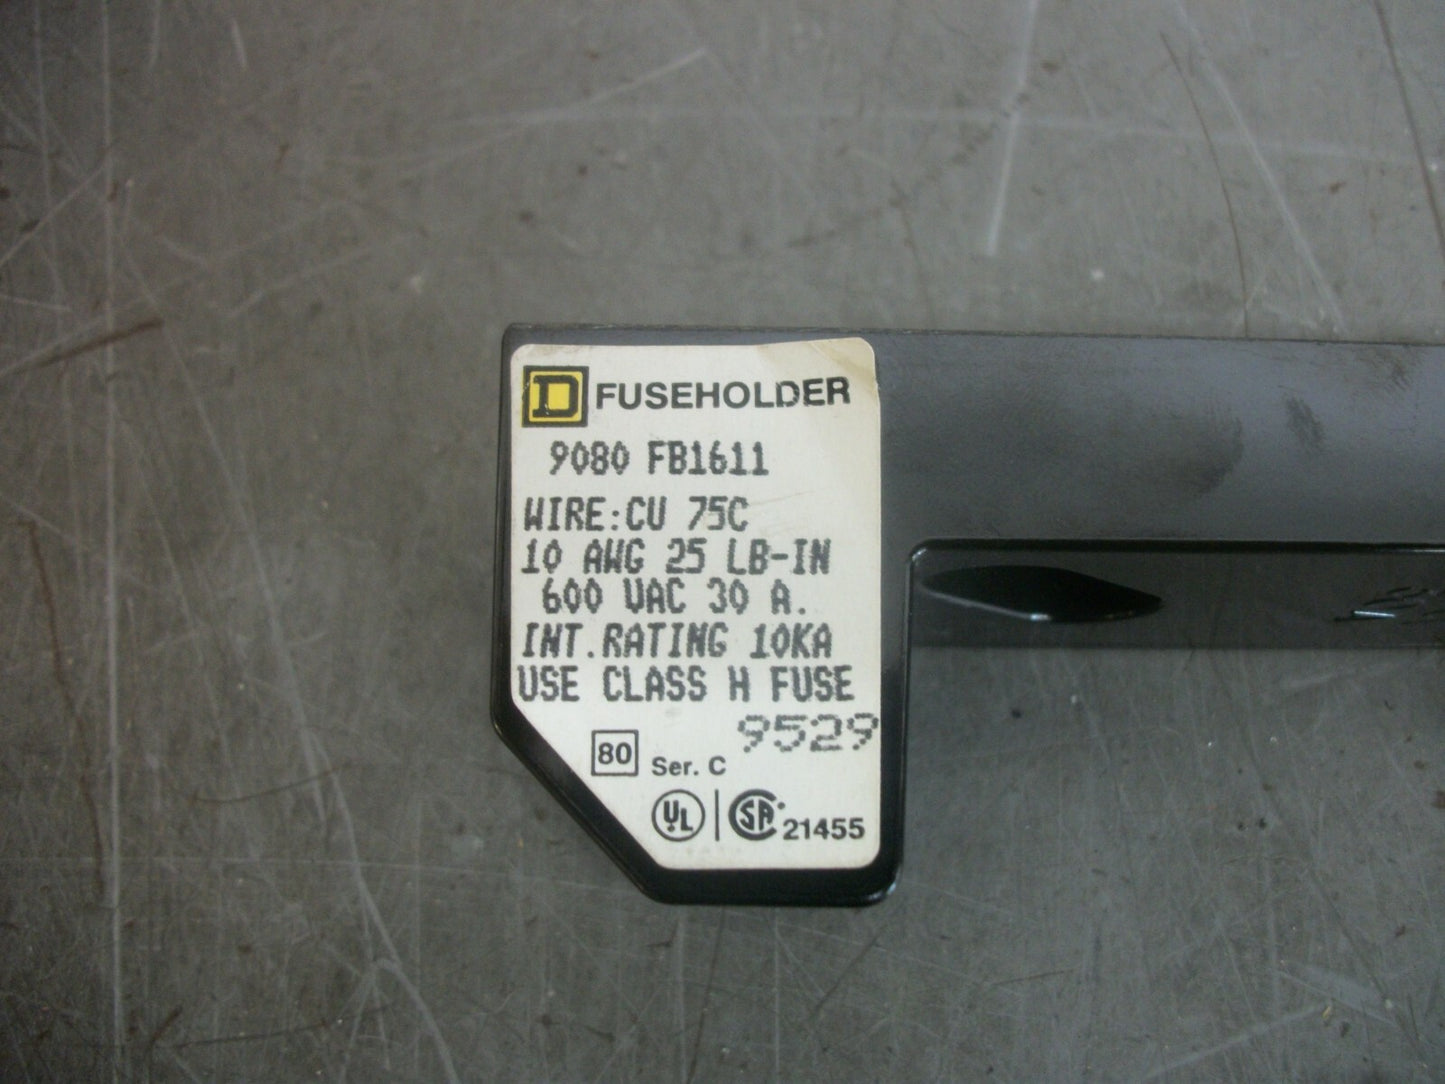 D FUSEHOLDER
9080 FB1611
WIRE:CU 75C
10 AWG 25 LB-IN
600 VAC 30 A.
INT.RATING 10KA
USE CLASS H FUSE
9529
80 Ser. C
UL SA 21455